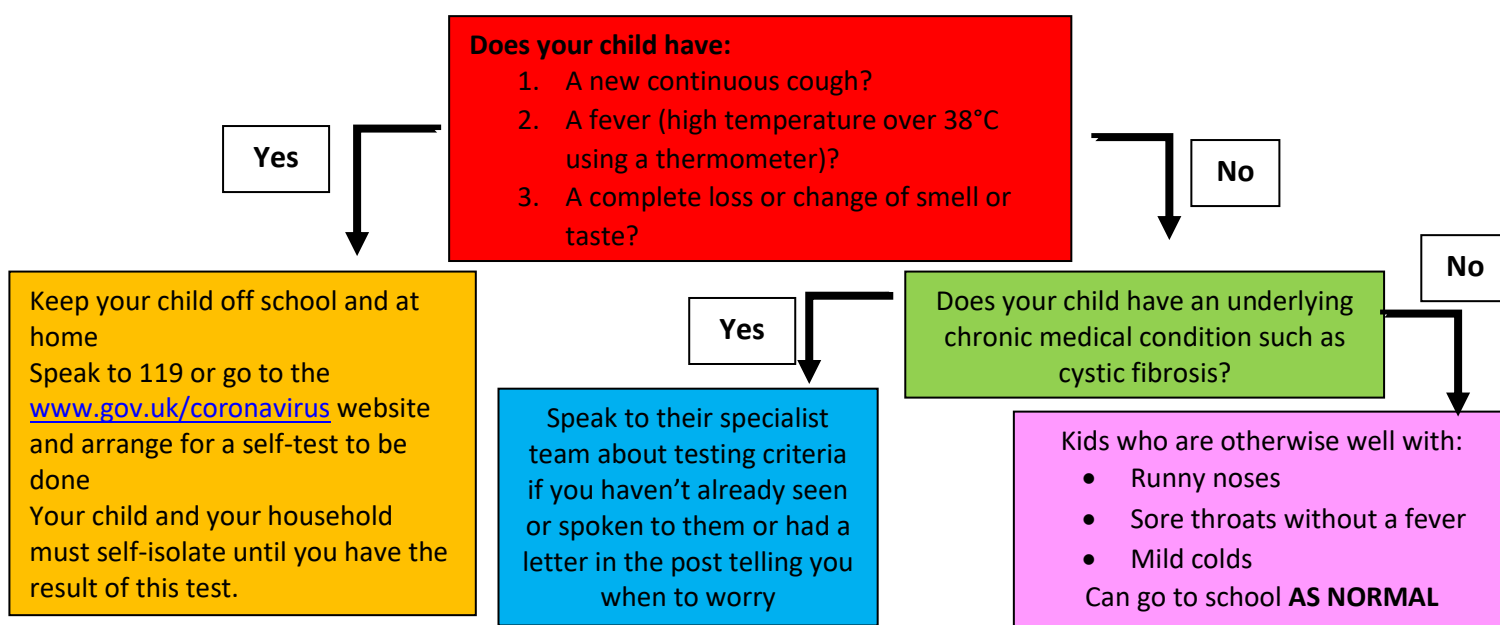 Does your child have:
1. A new continuous cough?
2. A fever (high temperature over 38°C
using a thermometer)?
3. A complete loss or change of smell or
taste?
Yes
No
Keep your child off school and at
home
Speak to 119 or go to the
www.gov.uk/coronavirus website
and arrange for a self-test to be
done
Your child and your household
must self-isolate until you have the
result of this test.
Yes
Does your child have an underlying
chronic medical condition such as
cystic fibrosis?
No
Speak to their specialist
team about testing criteria
if you haven’t already seen
or spoken to them or had a
letter in the post telling you
when to worry
Kids who are otherwise well with:
• Runny noses
• Sore throats without a fever
• Mild colds
Can go to school AS NORMAL